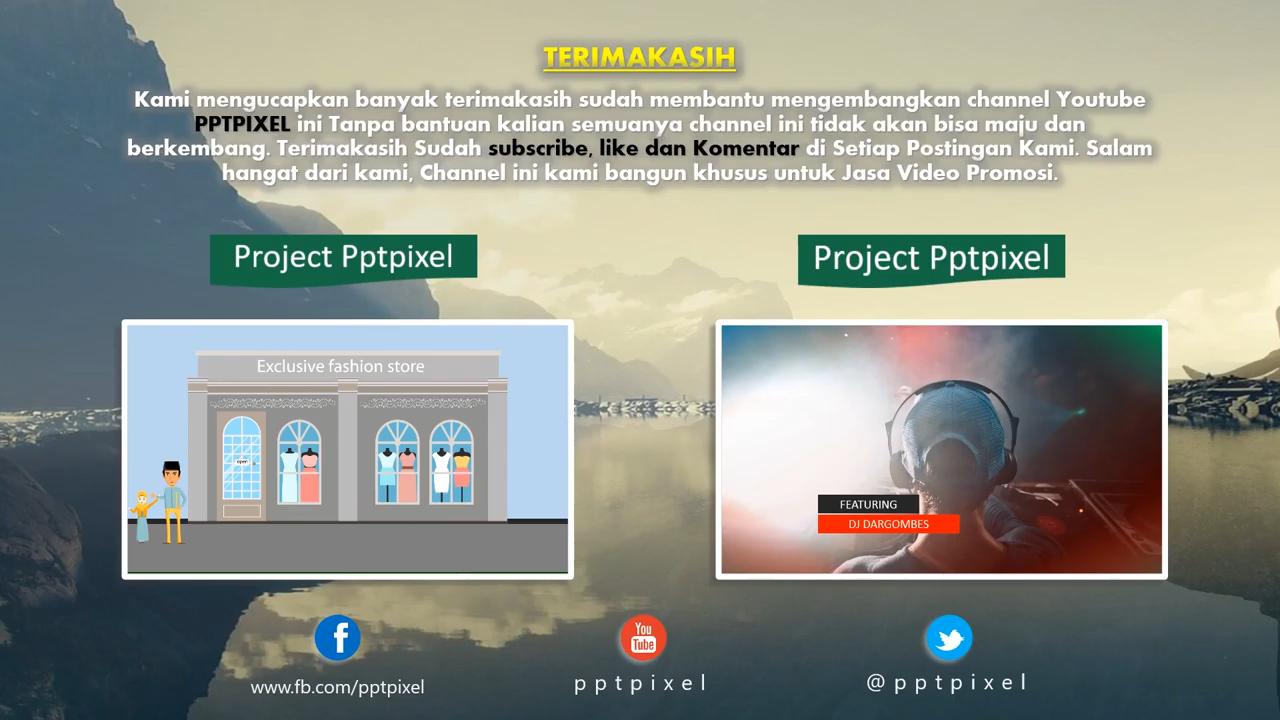 TERIMAKASIH
Kami mengucapkan banyak terimakasih sudah membantu mengembangkan channel Youtube
PPTPIXEL ini Tanpa bantuan kalian semuanya channel ini tidak akan bisa maju dan
berkembang. Terimakasih Sudah subscribe, like dan Komentar di Setiap Postingan Kami. Salam
hangat dari kami, Channel ini kami bangun khusus untuk Jasa Video Promosi.
Project Pptpixel
Project Pptpixel
Exclusive fashion store
open
FEATURING
DJ DARGOMBES
You
Tube
www.fb.com/pptpixel
pptpixel
@pptpixel